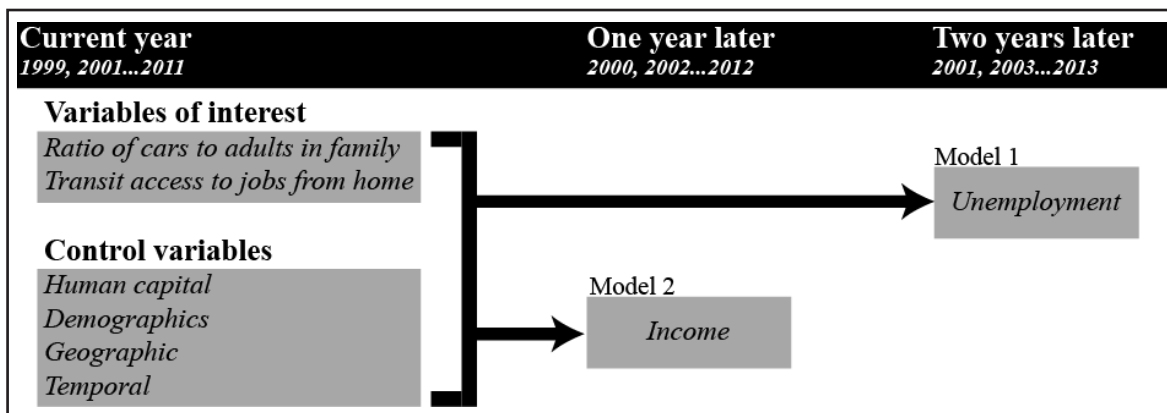 Current year
1999, 2001...2011
One year later
2000, 2002...2012
Two years later
2001, 2003...2013
Variables of interest
Ratio of cars to adults in family
Transit access to jobs from home
Model 1
Unemployment
Control variables
Human capital
Demographics
Geographic
Temporal
Model 2
Income